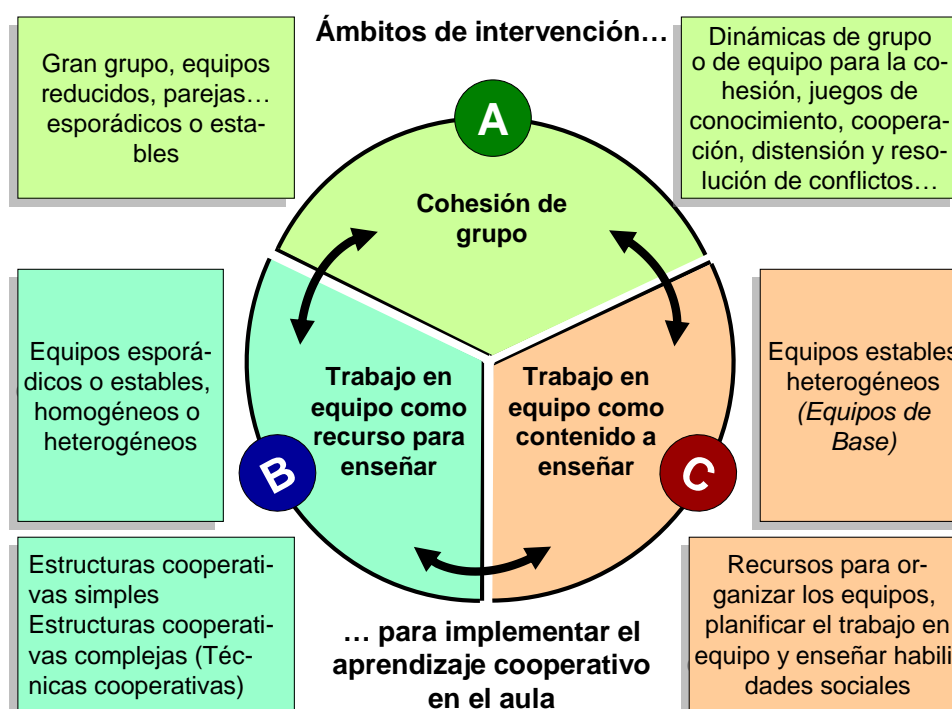 Ámbitos de intervención…
Gran grupo, equipos
reducidos, parejas…
esporádicos o esta-
bles
Dinámicas de grupo
o de equipo para la co-
hesión, juegos de
conocimiento, coopera-
ción, distensión y reso-
lución de conflictos…
A
Cohesión de
grupo
Equipos esporá-
dicos o estables,
homogéneos o
heterogéneos
Trabajo en
equipo como
recurso para
enseñar
B
Trabajo en
equipo como
contenido a
enseñar
C
Equipos estables
heterogéneos
(Equipos de
Base)
Estructuras cooperati-
vas simples
Estructuras cooperati-
vas complejas (Téc-
nicas cooperativas)
… para implementar el
aprendizaje cooperativo
en el aula
Recursos para or-
ganizar los equipos,
planificar el trabajo en
equipo y enseñar habili
dades sociales